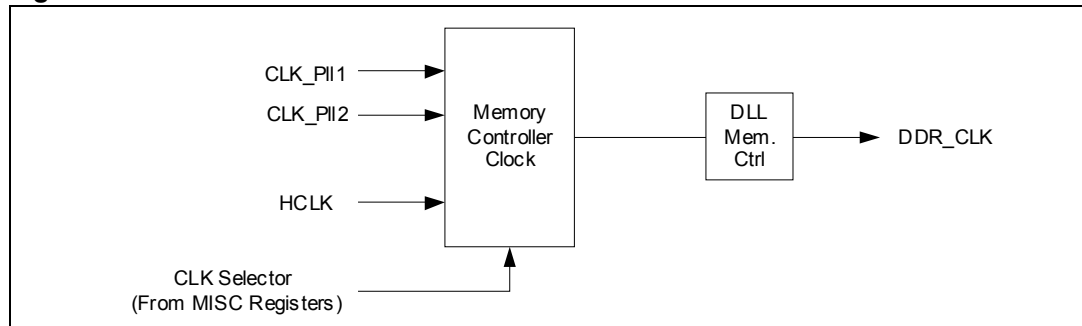 CLK_Pll1
CLK_Pll2
HCLK
CLK Selector
(From MISC Registers)
Memory
Controller
Clock
DLL
Mem.
Ctrl
DDR_CLK